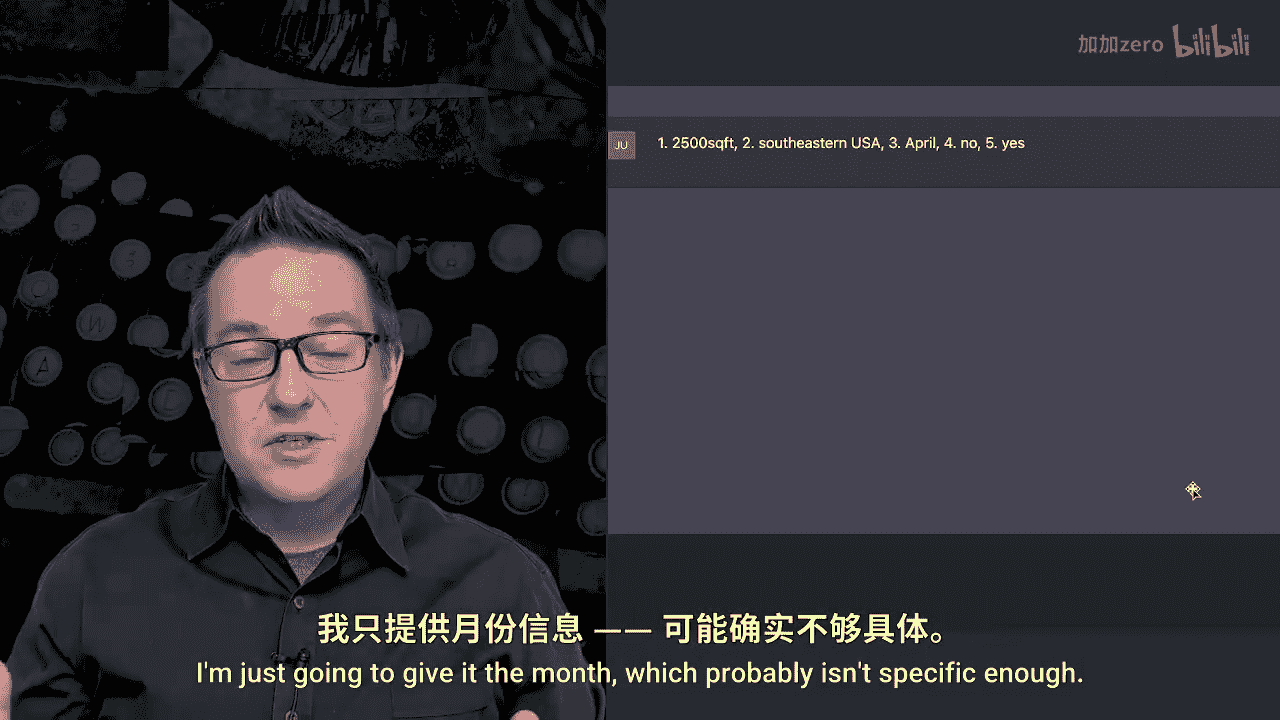 加加zero bilibili
JU
1. 2500sqft, 2. southeastern USA, 3. April, 4. no, 5. yes
我只提供月份信息 —— 可能确实不够具体。
I'm just going to give it the month, which probably isn't specific enough.